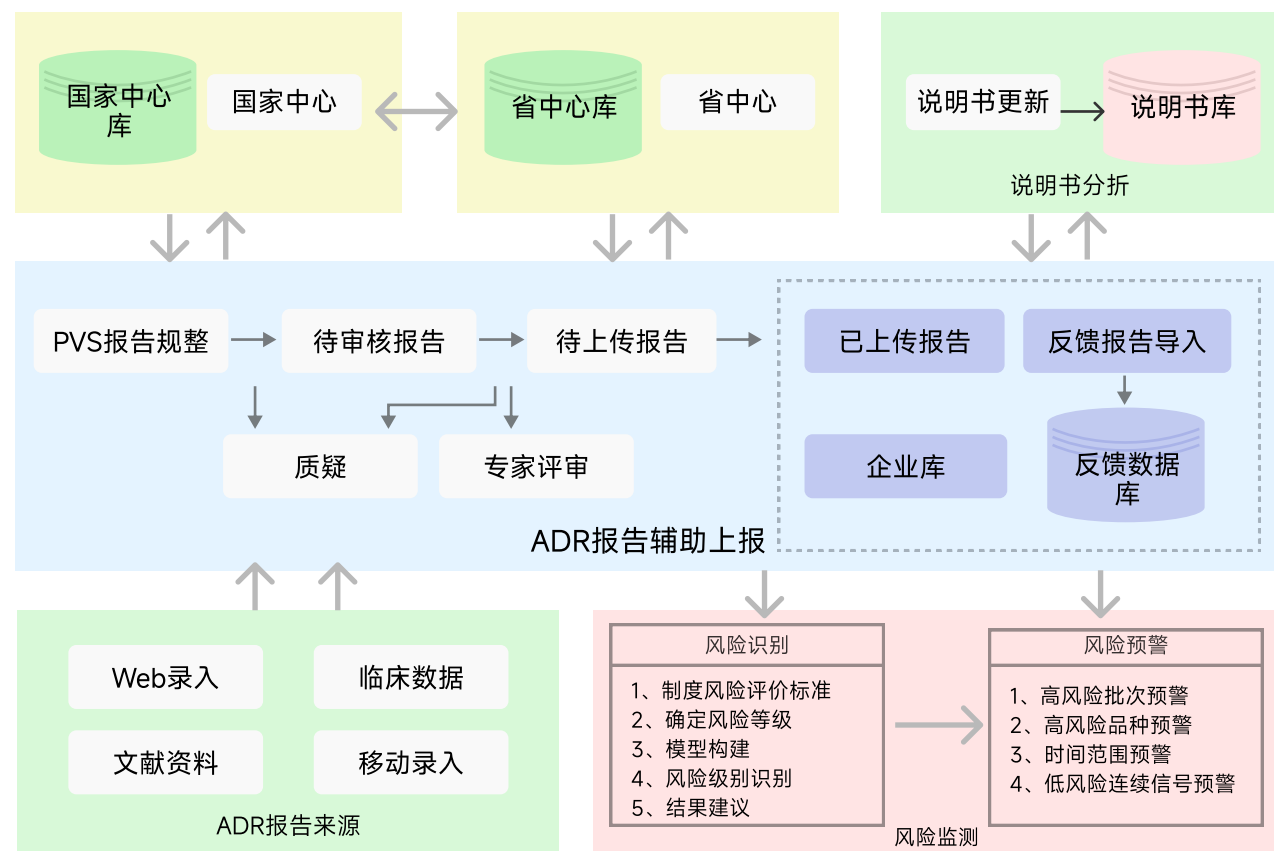 国家中心
库
国家中心
省中心库
省中心
说明书更新
说明书库
说明书分折
PVS报告规整
待审核报告
待上传报告
已上传报告
反馈报告导入
质疑
专家评审
企业库
反馈数据
库
ADR报告辅助上报
Web录入
临床数据
文献资料
移动录入
ADR报告来源
风险识别
1、制度风险评价标准
2、确定风险等级
3、模型构建
4、风险级别识别
5、结果建议
风险预警
1、高风险批次预警
2、高风险品种预警
3、时间范围预警
4、低风险连续信号预警
风险监测